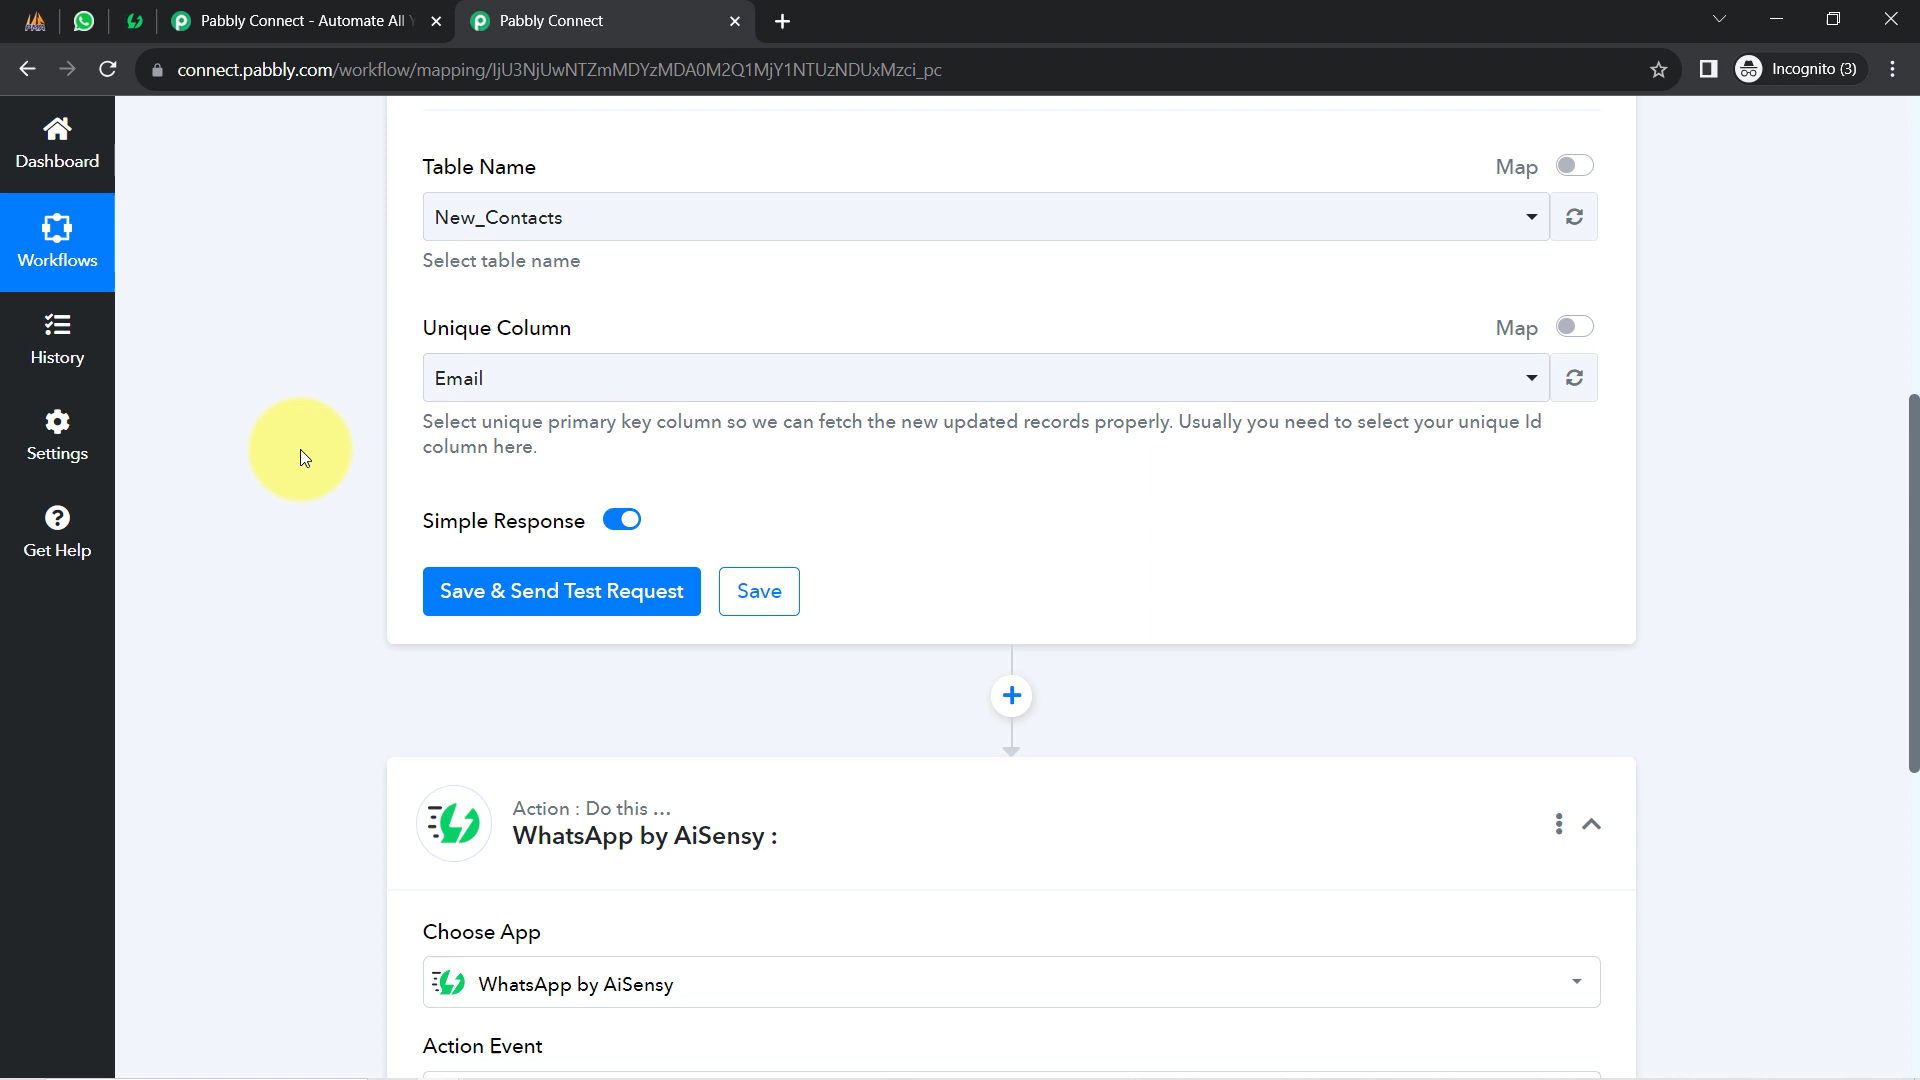 Pabbly Connect - Automate All
Pabbly Connect
connect.pabbly.com/workflow/mapping/IjU3NjUwNTZmMDYzMDA0M2Q1MjY1NTUzNDUxMzci_pc
Incognito (3)
Dashboard
Workflows
History
Settings
Get Help
Table Name
Map
New_Contacts
Select table name
Unique Column
Map
Email
Select unique primary key column so we can fetch the new updated records properly. Usually you need to select your unique Id
column here.
Simple Response
Save & Send Test Request
Save
Action : Do this ...
WhatsApp by AiSensy :
Choose App
WhatsApp by AiSensy
Action Event